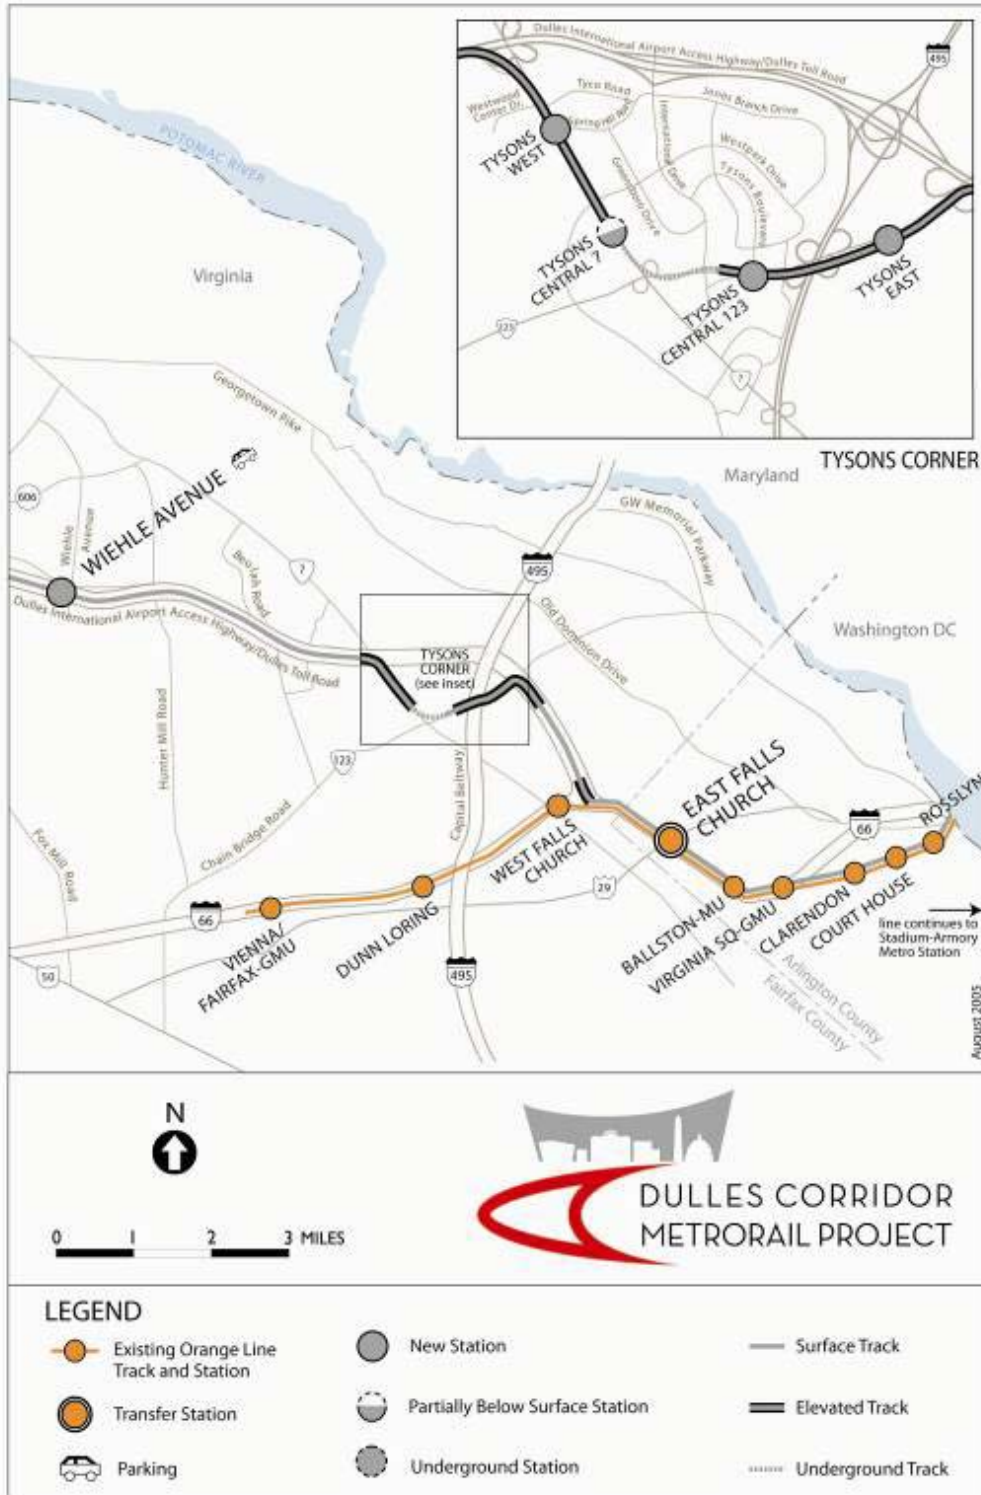 Dulles International Airport Access Highway/Dulles Toll Road
495
Tyco Road
Jones Branch Drive
Westwood
Center Dr.
Spring Hill Road
International Drive
Westpark Drive
Tysons Boulevard
Greensboro Drive
TYSONS
WEST
TYSONS
CENTRAL 7
TYSONS
CENTRAL 123
TYSONS
EAST
123
7
TYSONS CORNER
POTOMAC RIVER
Virginia
Georgetown Pike
Maryland
GW Memorial Parkway
Washington DC
606
Wiehle
Avenue
WIEHLE AVENUE
Beulah Road
7
495
Old Dominion Drive
Dulles International Airport Access Highway/Dulles Toll Road
TYSONS
CORNER
(see inset)
Hunter Mill Road
123
Capital Beltway
Chain Bridge Road
Fox Mill Road
EAST FALLS
CHURCH
WEST FALLS
CHURCH
ROSSLYN
66
29
66
50
VIENNA/
FAIRFAX-GMU
DUNN LORING
495
BALLSTON-MU
VIRGINIA SQ-GMU
CLARENDON
COURT HOUSE
line continues to
Stadium-Armory
Metro Station
Arlington County
Fairfax County
August 2005
N
0 1 2 3 MILES
DULLES CORRIDOR
METRORAIL PROJECT
LEGEND
Existing Orange Line
Track and Station
Transfer Station
Parking
New Station
Partially Below Surface Station
Underground Station
Surface Track
Elevated Track
Underground Track